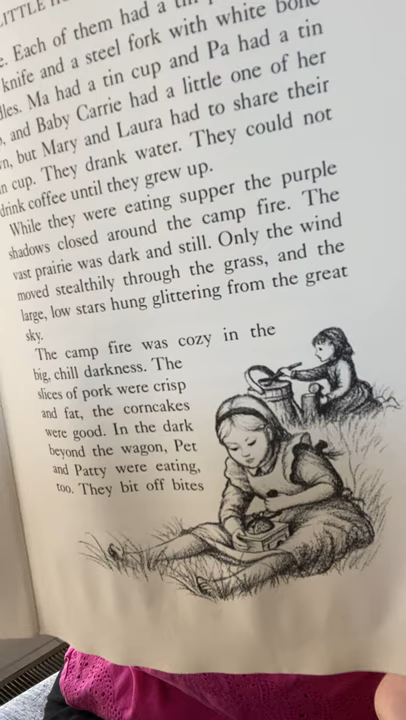 LITTLE
Each of them had a tin
knife and a steel fork with white bone
Ma had a tin cup and Pa had a tin
and Baby Carrie had a little one of her
but Mary and Laura had to share their
cup. They drank water. They could not
drink coffee until they grew up.
While they were eating supper the purple
shadows closed around the camp fire. The
vast prairie was dark and still. Only the wind
moved stealthily through the grass, and the
large, low stars hung glittering from the great
sky.
The camp fire was cozy in the
big, chill darkness. The
slices of pork were crisp
and fat, the corncakes
were good. In the dark
beyond the wagon, Pet
and Patty were eating,
too. They bit off bites